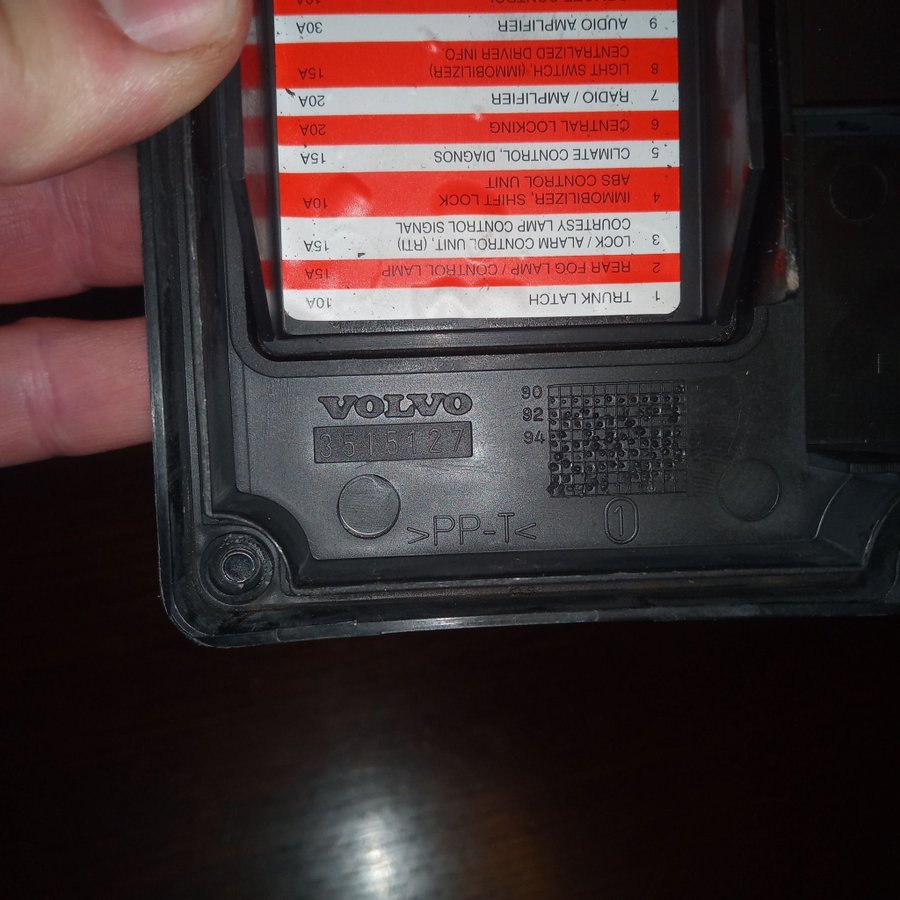 1 TRUNK LATCH 10A
2 REAR FOG LAMP / CONTROL LAMP 15A
3 LOCK / ALARM CONTROL UNIT, (RTI) 15A
COURTESY LAMP CONTROL SIGNAL
4 IMMOBILIZER, SHIFT LOCK 10A
ABS CONTROL UNIT
5 CLIMATE CONTROL, DIAGNOS 15A
6 CENTRAL LOCKING 20A
7 RADIO / AMPLIFIER 20A
8 LIGHT SWITCH, (IMMOBILIZER) 15A
CENTRALIZED DRIVER INFO
9 AUDIO AMPLIFIER 30A
VOLVO
3515127
90
92
94
>PP-T<
1